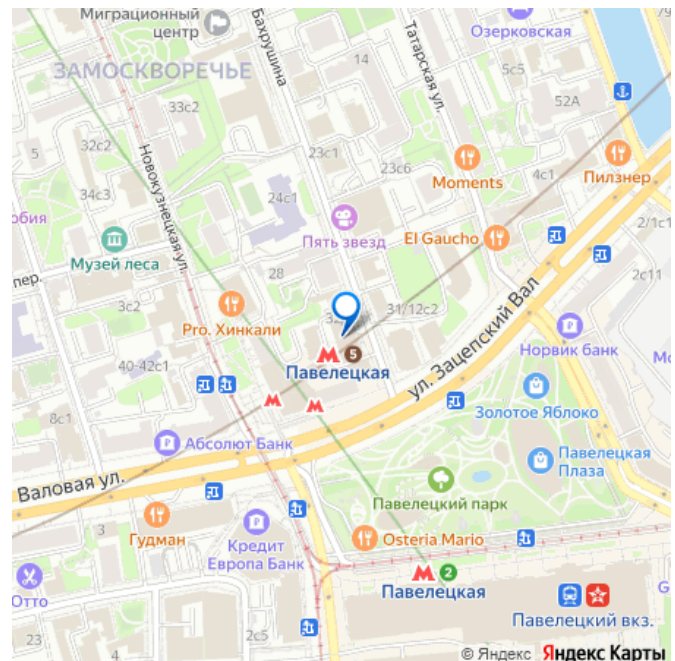 Миграционный
центр
Бахрушина
Татарская ул.
Озерковская
79
14
5с5
ЗАМОСКВОРЕЧЬЕ
33с2
52А
32с2
5
23с1
23с6
Новокузнецкая ул.
Moments
4с1
Пилзнер
34с3
24с1
обия
Пять звезд
El Gaucho
2/1с1
Музей леса
пер.
28
2с11
3с2
Pro. Хинкали
31/12с2
ул. Зацепский Вал
5
Павелецкая
Норвик банк
40-42с1
Золотое Яблоко
8с1
Абсолют Банк
Павелецкая
Плаза
Валовая ул.
Павелецкий парк
Гудман
Кредит
Европа Банк
Osteria Mario
2
Павелецкая
Отто
Павелецкий вкз.
23
4
2с5
© Яндекс Яндекс Карты